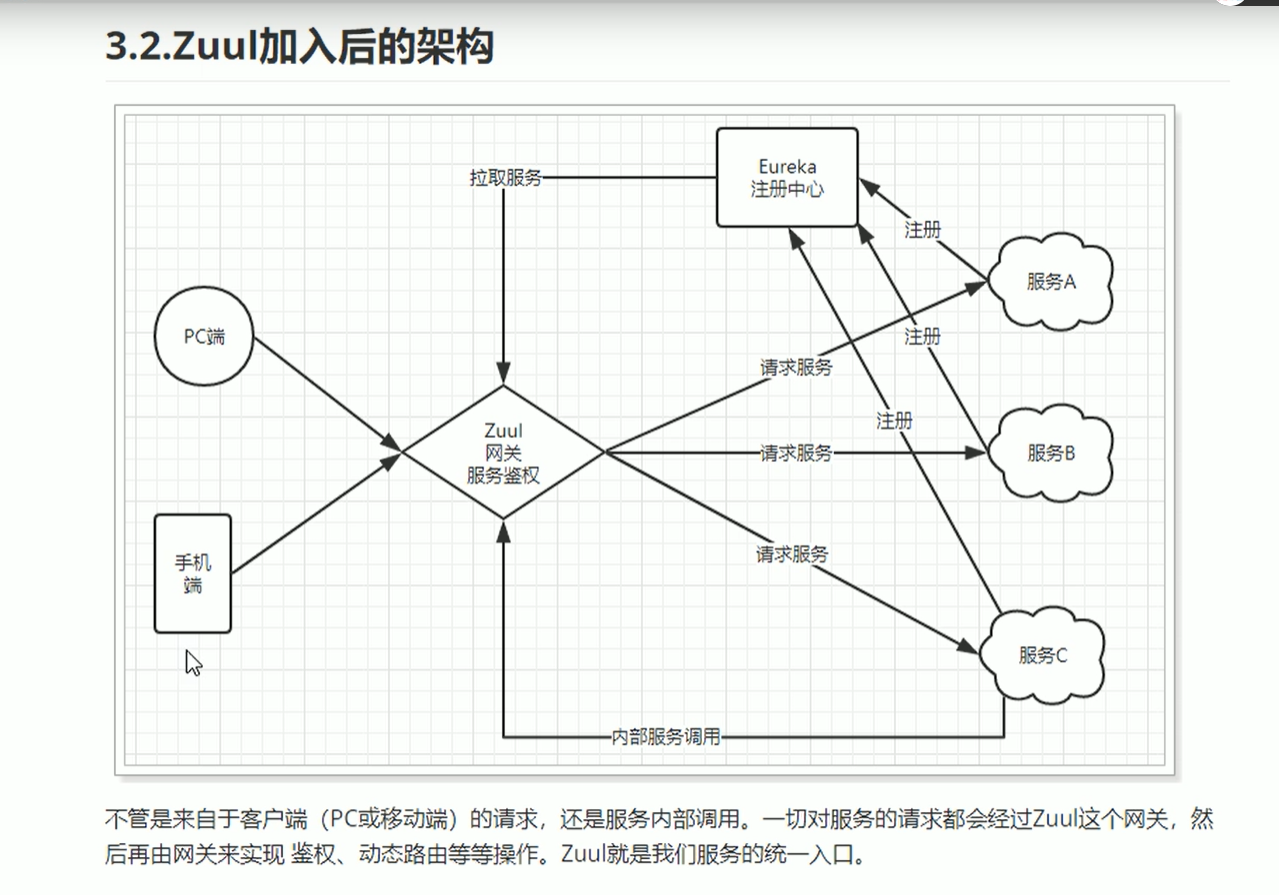 3.2.Zuul加入后的架构
Eureka
注册中心
拉取服务
注册
服务A
PC端
注册
请求服务
注册
Zuul
网关
服务鉴权
请求服务
服务B
请求服务
手机
端
服务C
内部服务调用
不管是来自于客户端（PC或移动端）的请求，还是服务内部调用。一切对服务的请求都会经过Zuul这个网关，然
后再由网关来实现 鉴权、动态路由等等操作。Zuul就是我们服务的统一入口。